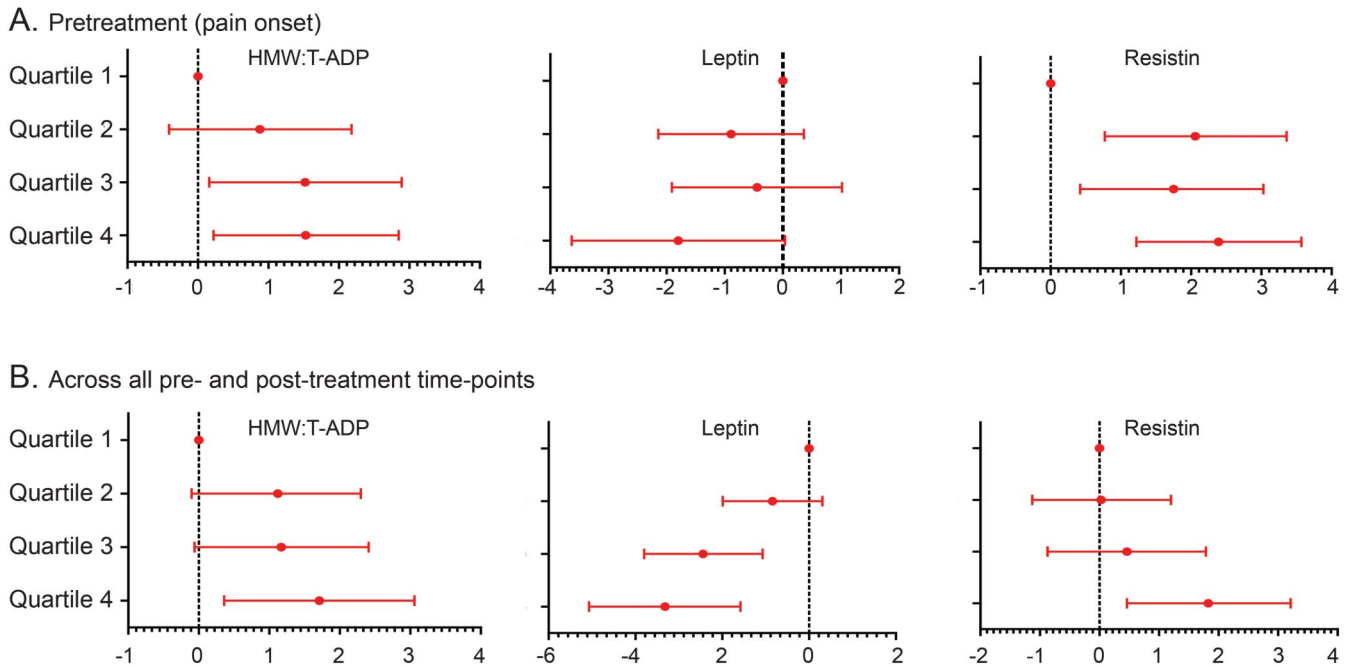 A. Pretreatment (pain onset)
HMW:T-ADP
Leptin
Resistin
Quartile 1
Quartile 2
Quartile 3
Quartile 4
-1 0 1 2 3 4
-4 -3 -2 -1 0 1 2
-1 0 1 2 3 4
B. Across all pre- and post-treatment time-points
HMW:T-ADP
Leptin
Resistin
Quartile 1
Quartile 2
Quartile 3
Quartile 4
-1 0 1 2 3 4
-6 -4 -2 0 2
-2 -1 0 1 2 3 4